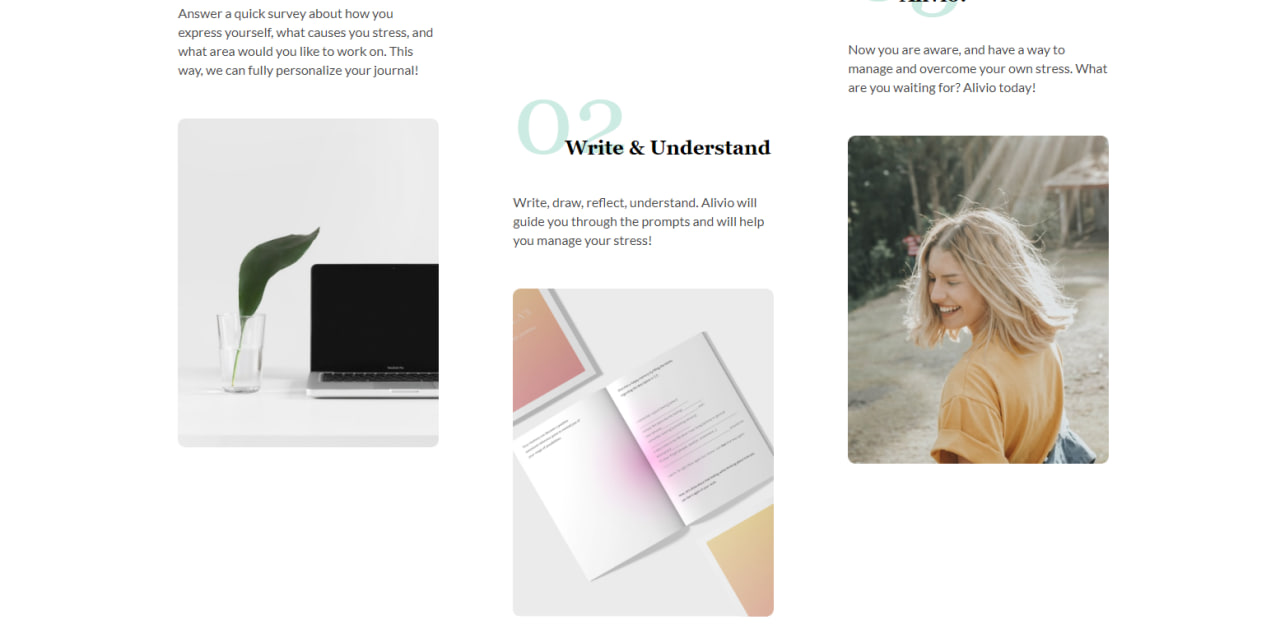 Answer a quick survey about how you
express yourself, what causes you stress, and
what area would you like to work on. This
way, we can fully personalize your journal!
02
Write & Understand
Write, draw, reflect, understand. Alivio will
guide you through the prompts and will help
you manage your stress!
Now you are aware, and have a way to
manage and overcome your own stress. What
are you waiting for? Alivio today!